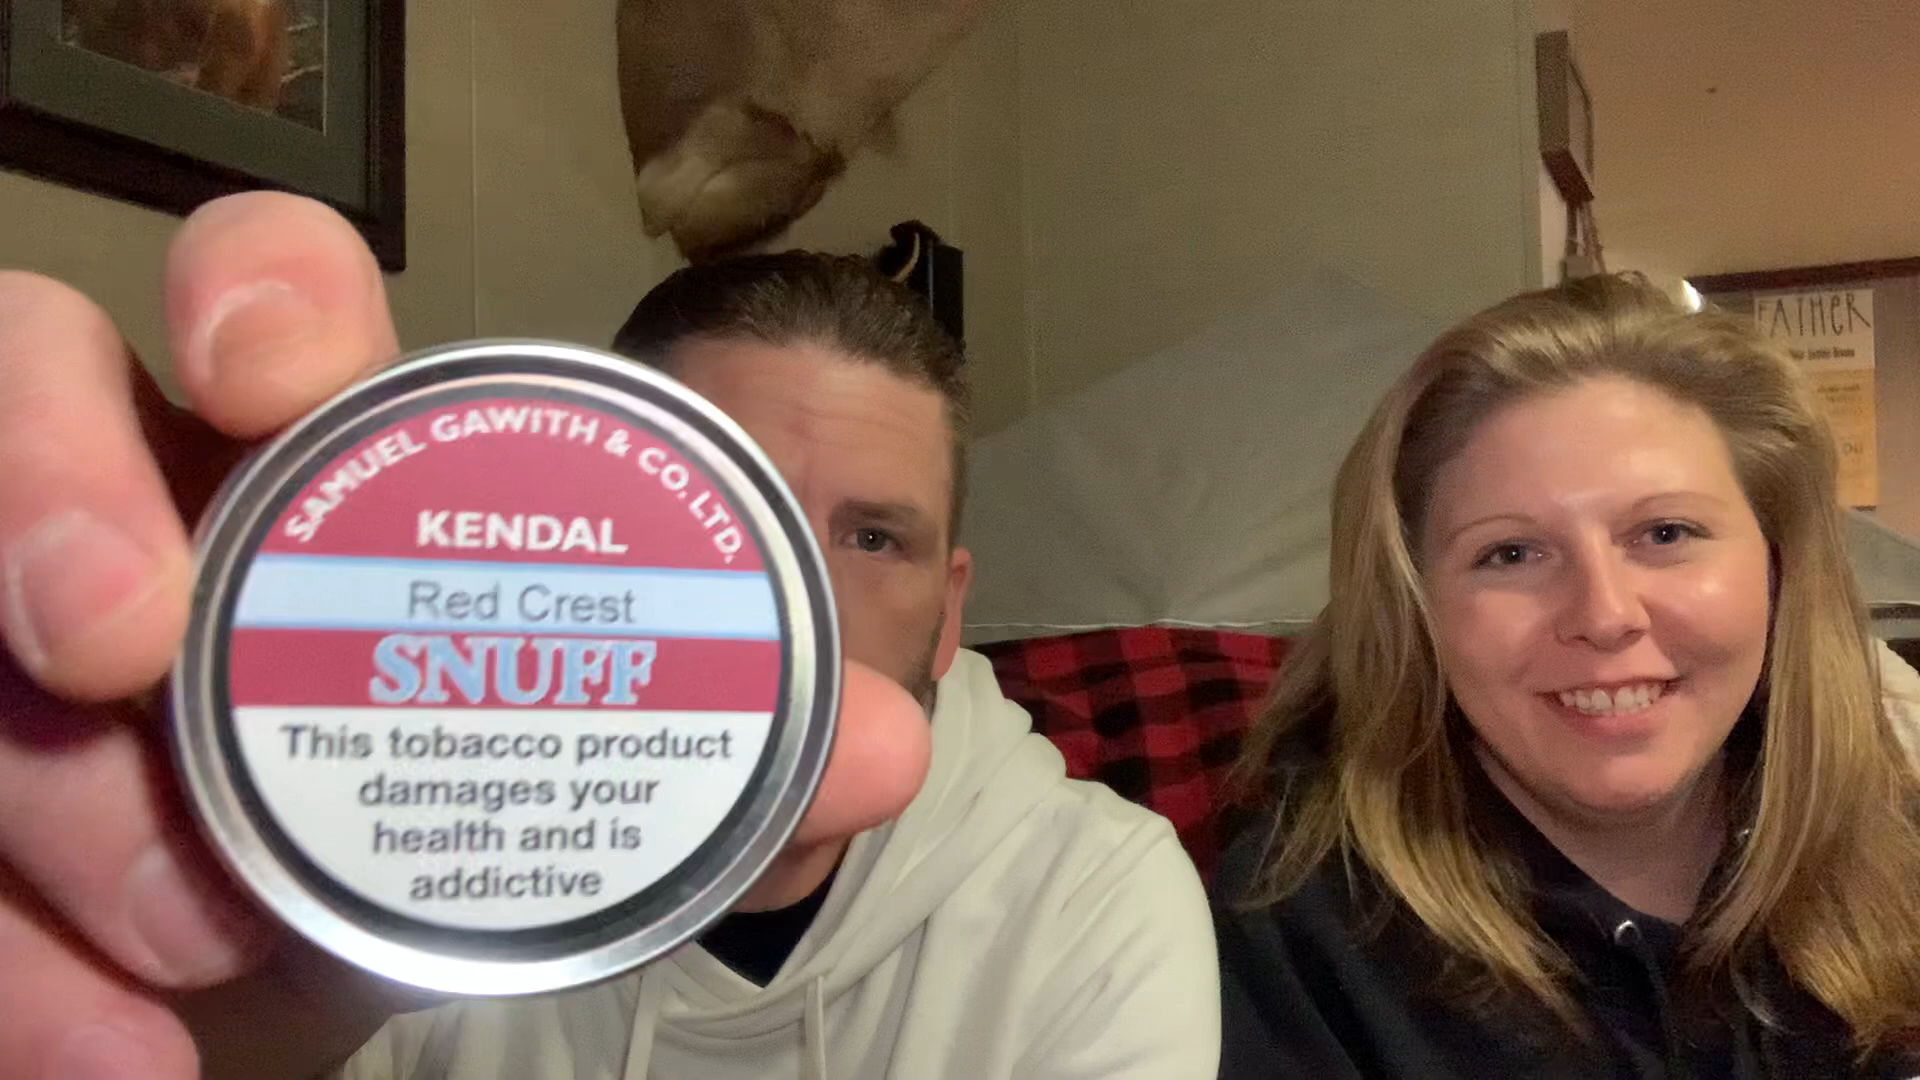 SAMUEL GAWITH & CO. LTD.
KENDAL
Red Crest
SNUFF
This tobacco product
damages your
health and is
addictive
FATHER